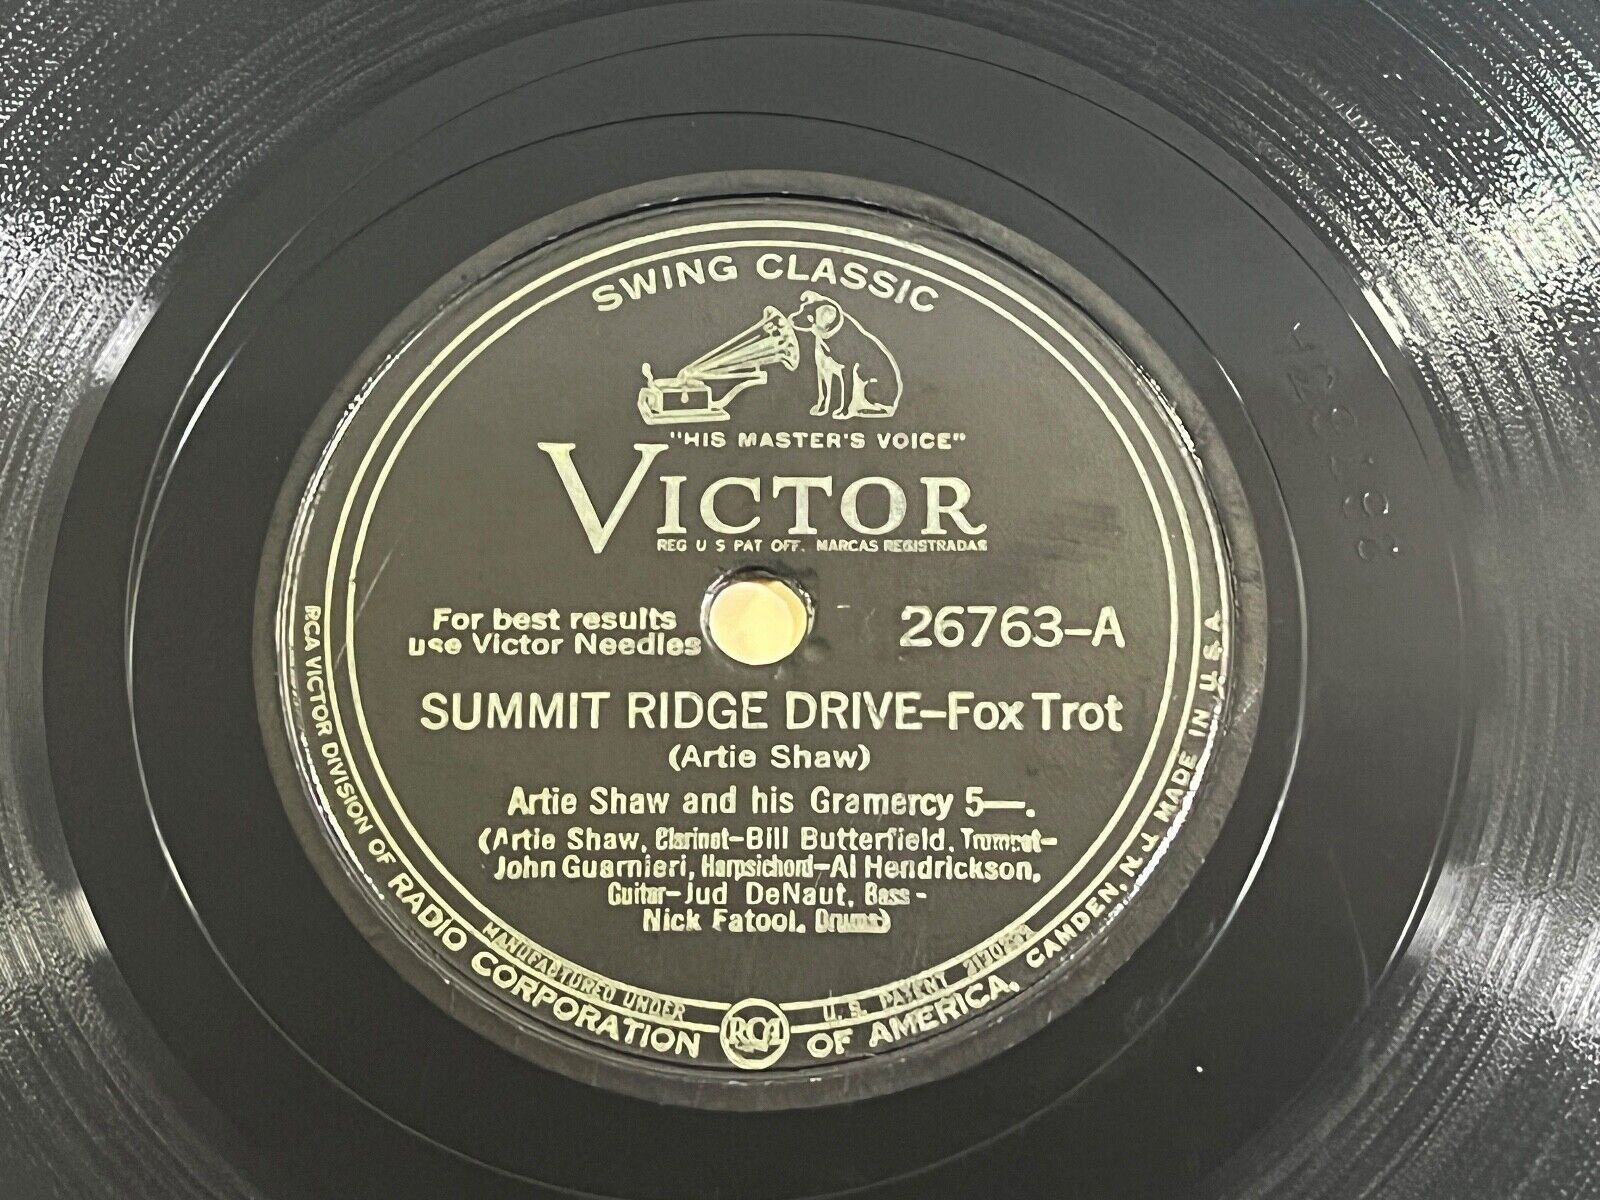 SWING CLASSIC
"HIS MASTER'S VOICE"
VICTOR
REG U S PAT OFF. MARCAS REGISTRADAS
For best results
use Victor Needles
26763-A
SUMMIT RIDGE DRIVE-Fox Trot
(Artie Shaw)
Artie Shaw and his Gramercy 5—.
(Artie Shaw, Clarinet-Bill Butterfield, Trumpet-
John Guarnieri, Harpsichord-Al Hendrickson,
Guitar-Jud DeNaut, Bass-
Nick Fatool, Drums)
MANUFACTURED UNDER
RCA
U. S. PATENT
RCA VICTOR DIVISION OF RADIO CORPORATION OF AMERICA, CAMDEN, N.J. MADE IN U.S.A.